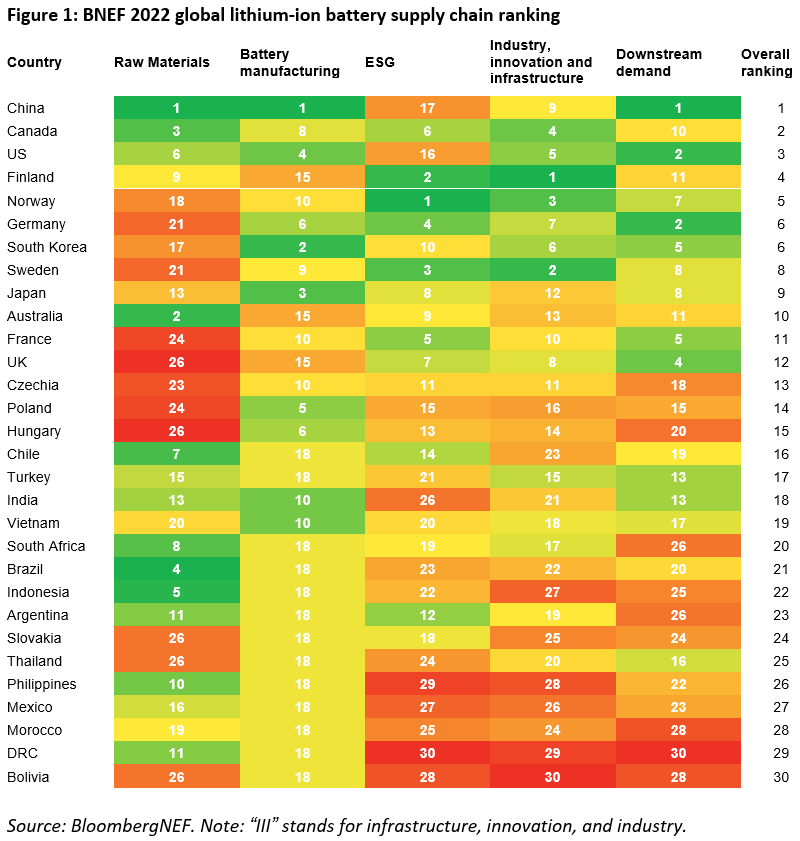 Figure 1: BNEF 2022 global lithium-ion battery supply chain ranking
Country Raw Materials Battery manufacturing ESG Industry, innovation and infrastructure Downstream demand Overall ranking
China 1 1 17 9 1 1
Canada 3 8 6 4 10 2
US 6 4 16 5 2 3
Finland 9 15 2 1 11 4
Norway 18 10 1 3 7 5
Germany 21 6 4 7 2 6
South Korea 17 2 10 6 5 6
Sweden 21 9 3 2 8 8
Japan 13 3 8 12 8 9
Australia 2 15 9 13 11 10
France 24 10 5 10 5 11
UK 26 15 7 8 4 12
Czechia 23 10 11 11 18 13
Poland 24 5 15 16 15 14
Hungary 26 6 13 14 20 15
Chile 7 18 14 23 19 16
Turkey 15 18 21 15 13 17
India 13 10 26 21 13 18
Vietnam 20 10 20 18 17 19
South Africa 8 18 19 17 26 20
Brazil 4 18 23 22 20 21
Indonesia 5 18 22 27 25 22
Argentina 11 18 12 19 26 23
Slovakia 26 18 18 25 24 24
Thailand 26 18 24 20 16 25
Philippines 10 18 29 28 22 26
Mexico 16 18 27 26 23 27
Morocco 19 18 25 24 28 28
DRC 11 18 30 29 30 29
Bolivia 26 18 28 30 28 30
Source: BloombergNEF. Note: “III” stands for infrastructure, innovation, and industry.